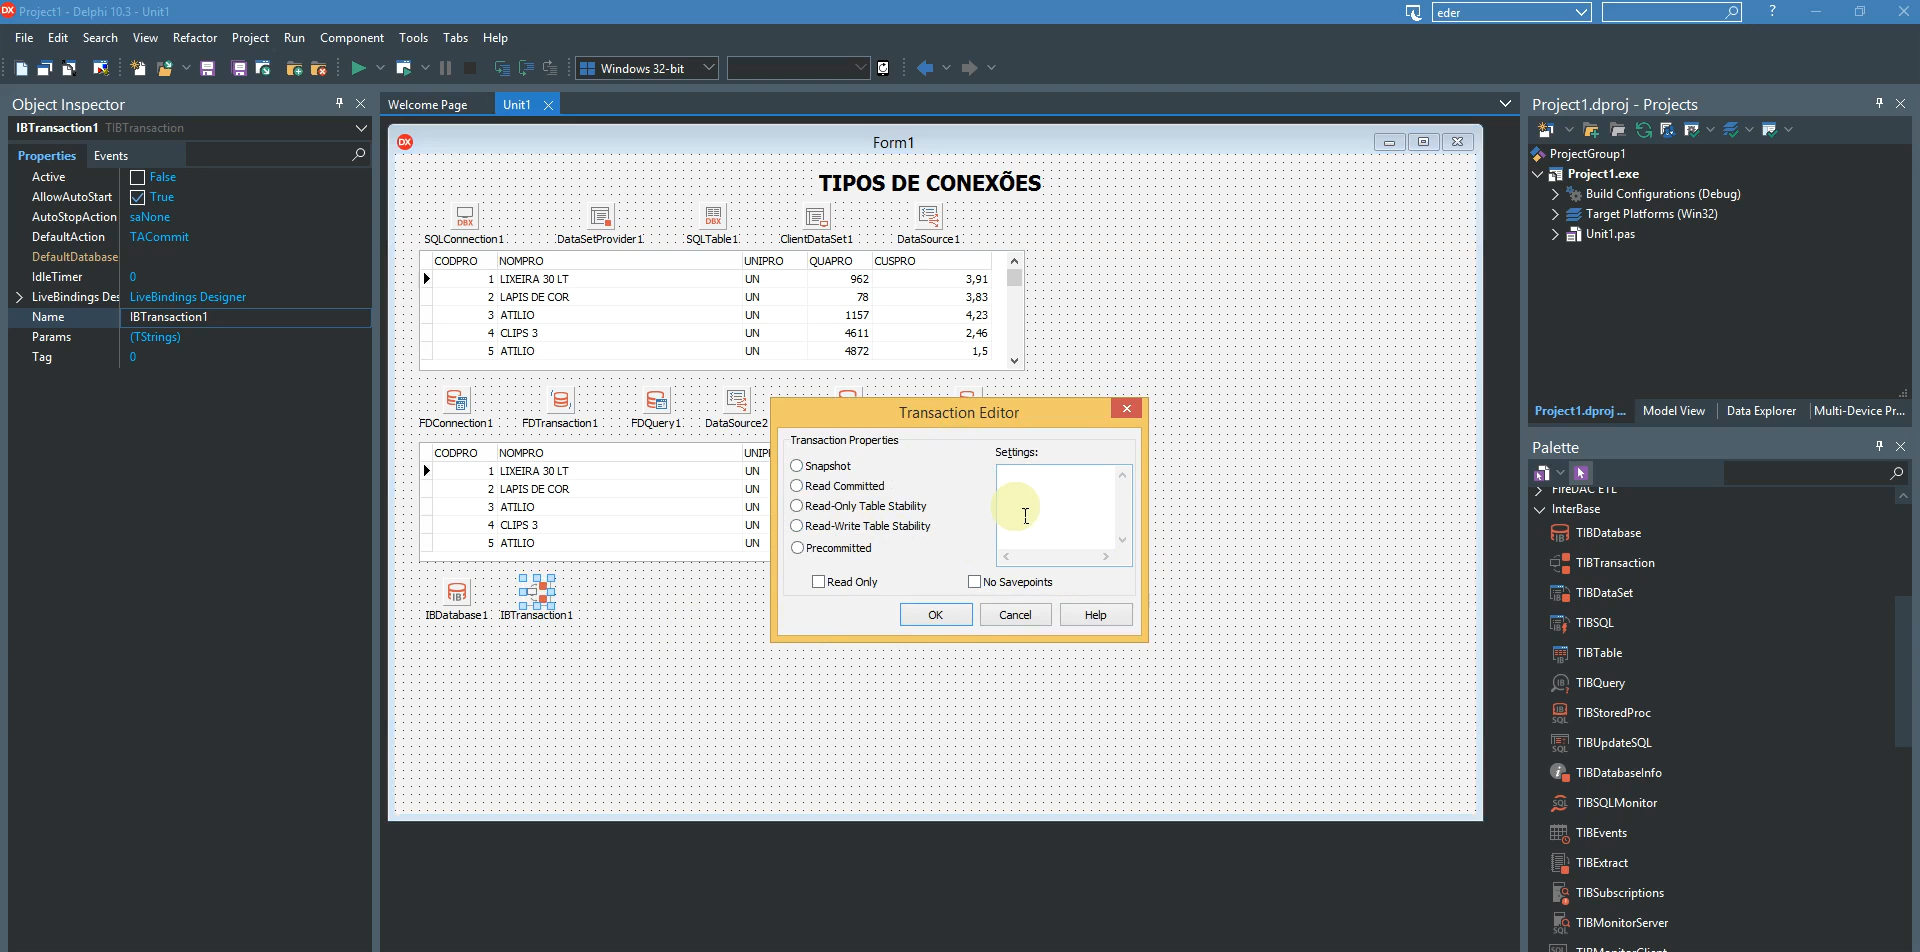 DX Project1 - Delphi 10.3 - Unit1
eder
?
File Edit Search View Refactor Project Run Component Tools Tabs Help
Windows 32-bit
Object Inspector
IBTransaction1 TIBTransaction
Properties Events
Active False
AllowAutoStart True
AutoStopAction saNone
DefaultAction TACommit
DefaultDatabase
IdleTimer 0
LiveBindings Des LiveBindings Designer
Name IBTransaction1
Params (TStrings)
Tag 0
Welcome Page Unit1
DX Form1
TIPOS DE CONEXÕES
DBX DBX
SQLConnection1 DataSetProvider1 SQLTable1 ClientDataSet1 DataSource1
CODPRO NOMPRO UNIPRO QUAPRO CUSPRO
1 LIXEIRA 30 LT UN 962 3,91
2 LAPIS DE COR UN 78 3,83
3 ATILIO UN 1157 4,23
4 CLIPS 3 UN 4611 2,46
5 ATILIO UN 4872 1,5
FDConnection1 FDTransaction1 FDQuery1 DataSource2
CODPRO NOMPRO UNIP
1 LIXEIRA 30 LT UN
2 LAPIS DE COR UN
3 ATILIO UN
4 CLIPS 3 UN
5 ATILIO UN
IB
IBDatabase1 IBTransaction1
Transaction Editor
Transaction Properties
Settings:
Snapshot
Read Committed
Read-Only Table Stability
Read-Write Table Stability
Precommitted
Read Only No Savepoints
OK Cancel Help
Project1.dproj - Projects
ProjectGroup1
Project1.exe
Build Configurations (Debug)
Target Platforms (Win32)
Unit1.pas
Project1.dproj ... Model View Data Explorer Multi-Device Pr...
Palette
FireDAC ETL
InterBase
TIBDatabase
TIBTransaction
TIBDataSet
TIBSQL
TIBTable
TIBQuery
TIBStoredProc
TIBUpdateSQL
TIBDatabaseInfo
TIBSQLMonitor
TIBEvents
TIBExtract
TIBSubscriptions
TIBMonitorServer
TIBMonitorClient